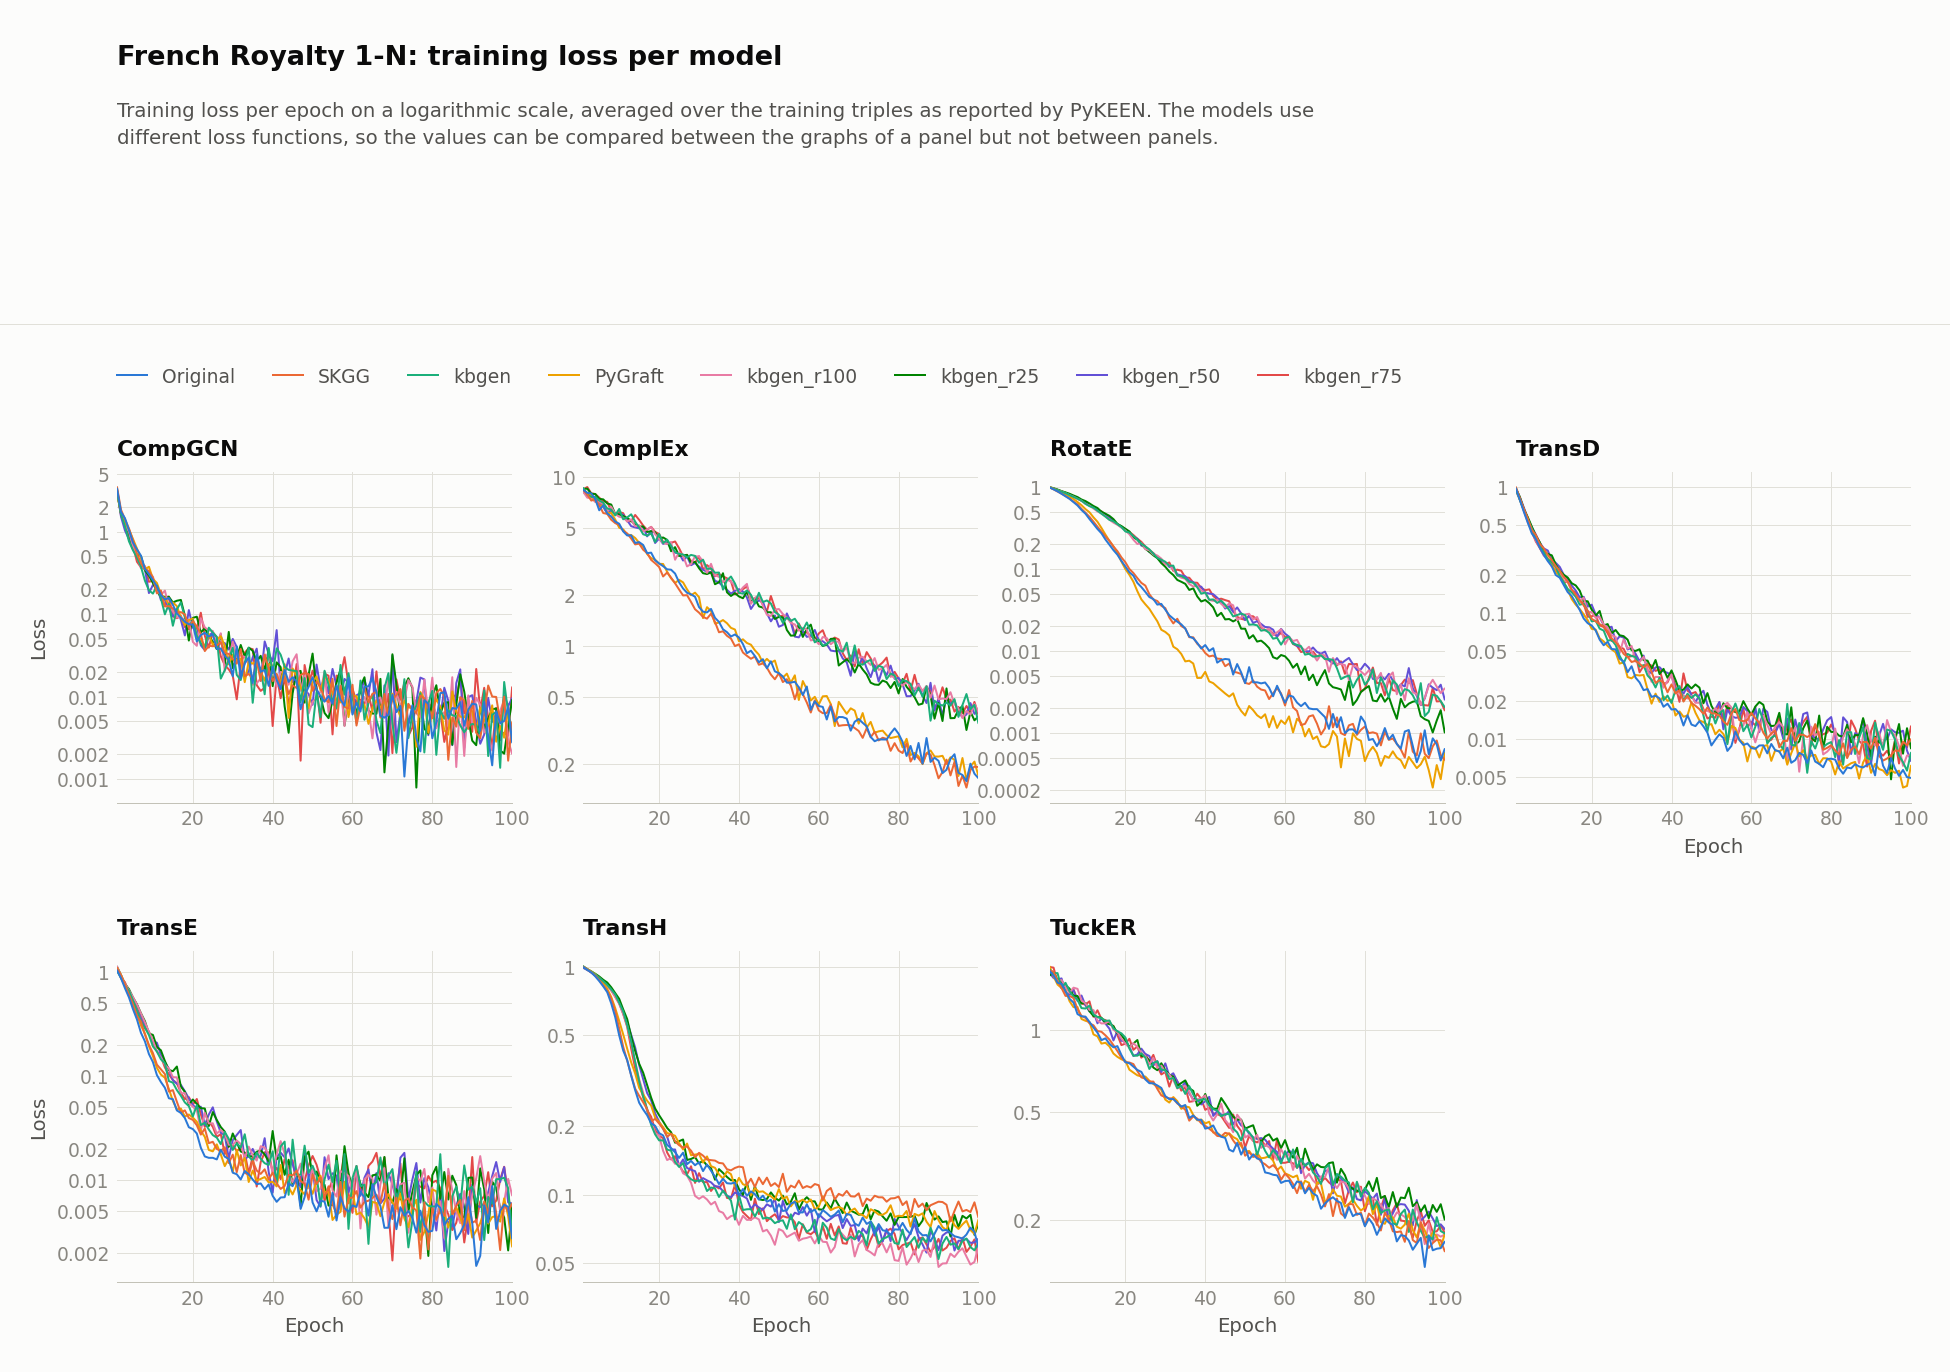 French Royalty 1-N: training loss per model
Training loss per epoch on a logarithmic scale, averaged over the training triples as reported by PyKEEN. The models use
different loss functions, so the values can be compared between the graphs of a panel but not between panels.
Original SKGG kbgen PyGraft kbgen_r100 kbgen_r25 kbgen_r50 kbgen_r75
CompGCN
Loss
5
2
1
0.5
0.2
0.1
0.05
0.02
0.01
0.005
0.002
0.001
20 40 60 80 100
ComplEx
10
5
2
1
0.5
0.2
20 40 60 80 100
RotatE
1
0.5
0.2
0.1
0.05
0.02
0.01
0.005
0.002
0.001
0.0005
0.0002
20 40 60 80 100
TransD
1
0.5
0.2
0.1
0.05
0.02
0.01
0.005
20 40 60 80 100
Epoch
TransE
Loss
1
0.5
0.2
0.1
0.05
0.02
0.01
0.005
0.002
20 40 60 80 100
Epoch
TransH
1
0.5
0.2
0.1
0.05
20 40 60 80 100
Epoch
TuckER
1
0.5
0.2
20 40 60 80 100
Epoch